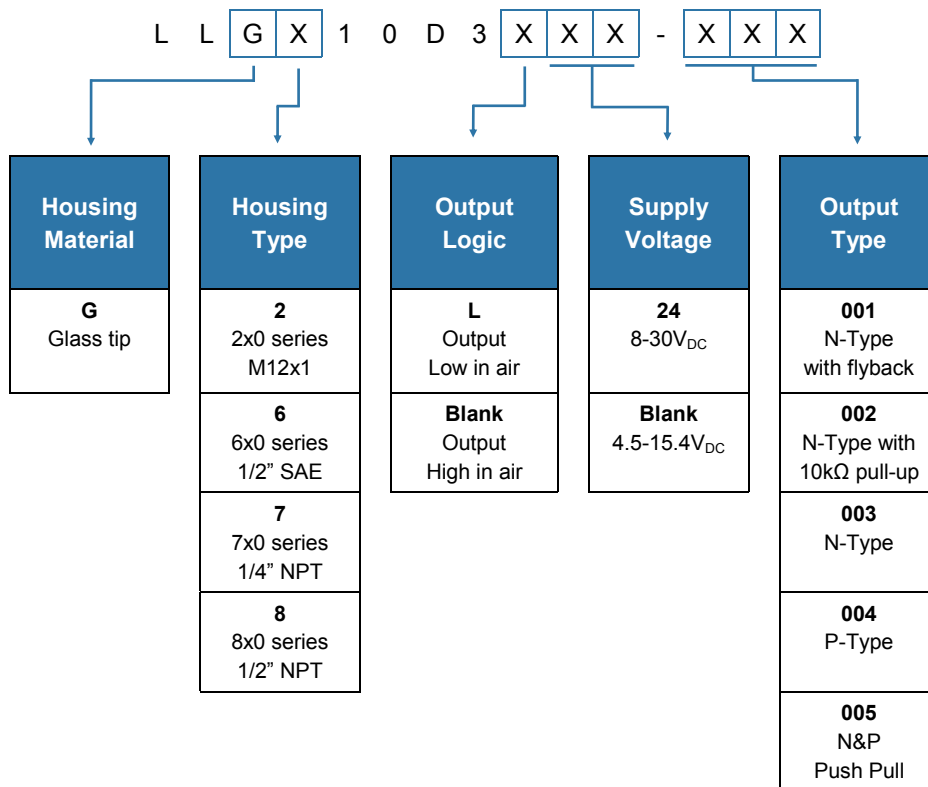 L L G X 1 0 D 3 X X X - X X X
Housing
Material
G
Glass tip
Housing
Type
2
2x0 series
M12x1
6
6x0 series
1/2” SAE
7
7x0 series
1/4” NPT
8
8x0 series
1/2” NPT
Output
Logic
L
Output
Low in air
Blank
Output
High in air
Supply
Voltage
24
8-30VDC
Blank
4.5-15.4VDC
Output
Type
001
N-Type
with flyback
002
N-Type with
10kΩ pull-up
003
N-Type
004
P-Type
005
N&P
Push Pull